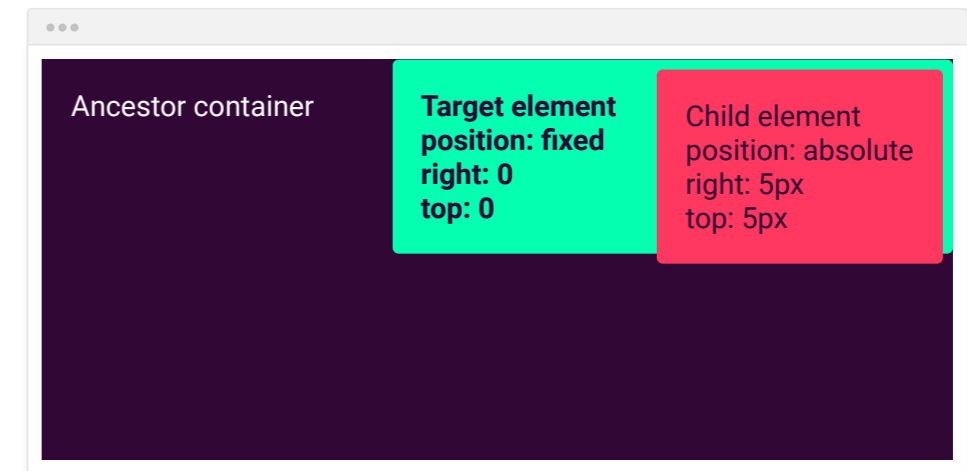 Ancestor container
Target element
position: fixed
right: 0
top: 0
Child element
position: absolute
right: 5px
top: 5px